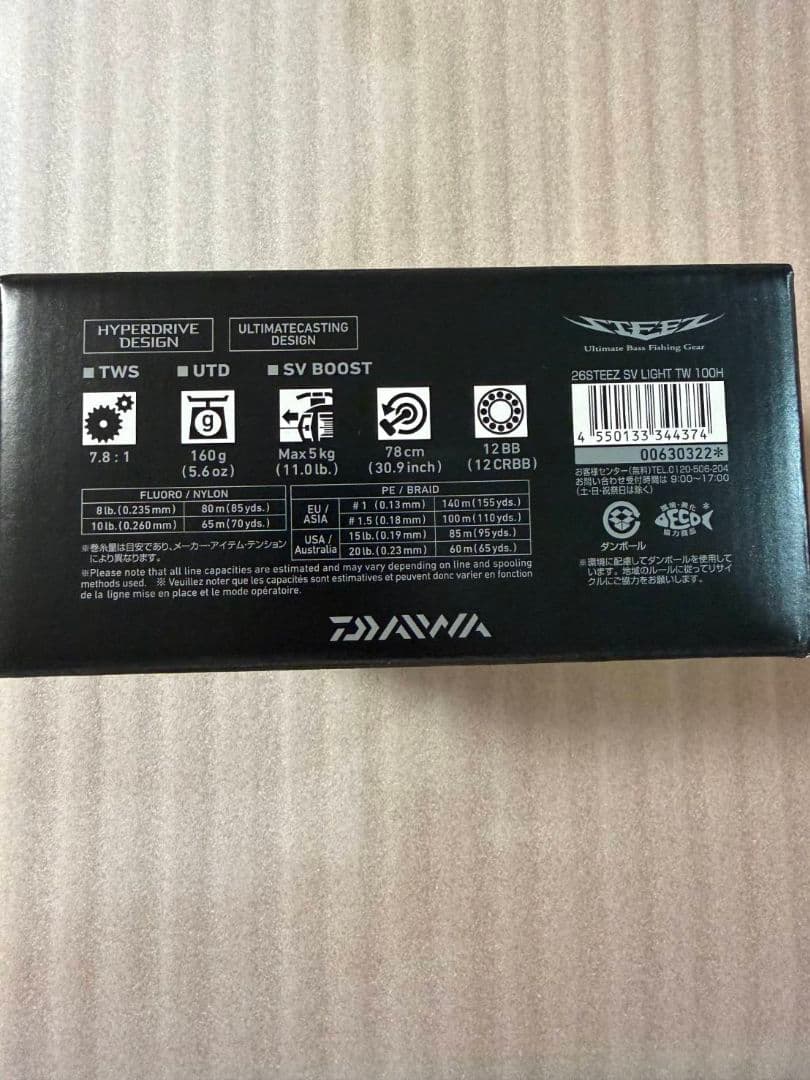 HYPERDRIVE
DESIGN
ULTIMATECASTING
DESIGN
■TWS
■UTD
■SV BOOST
7.8 : 1
g
160g
(5.6oz)
Max5kg
(11.0lb.)
78cm
(30.9inch)
12BB
(12CRBB)
FLUORO / NYLON
8lb.(0.235mm) 80m(85yds.)
10lb.(0.260mm) 65m(70yds.)
PE / BRAID
EU /
ASIA
#1 (0.13mm) 140m(155yds.)
#1.5(0.18mm) 100m(110yds.)
USA /
Australia
15lb.(0.19mm) 85m(95yds.)
20lb.(0.23mm) 60m(65yds.)
※巻糸量は目安であり、メーカー・アイテム・テンション
により異なります。
※Please note that all line capacities are estimated and may vary depending on line and spooling
methods used. ※ Veuillez noter que les capacités sont estimatives et peuvent donc varier en fonction
de la ligne mise en place et le mode opératoire.
DAIWA
STEEZ
Ultimate Bass Fishing Gear
26STEEZ SV LIGHT TW 100H
4 550133 344374
00630322*
お客様センター(無料)TEL.0120-506-204
お問い合わせ受付時間は 9:00~17:00
(土・日・祝祭日は除く)
ダンボール
環境・美化
DECO
協力商品
※環境に配慮してダンボールを使用して
います。地域のルールに従ってリサイ
クルにご協力をお願いします。